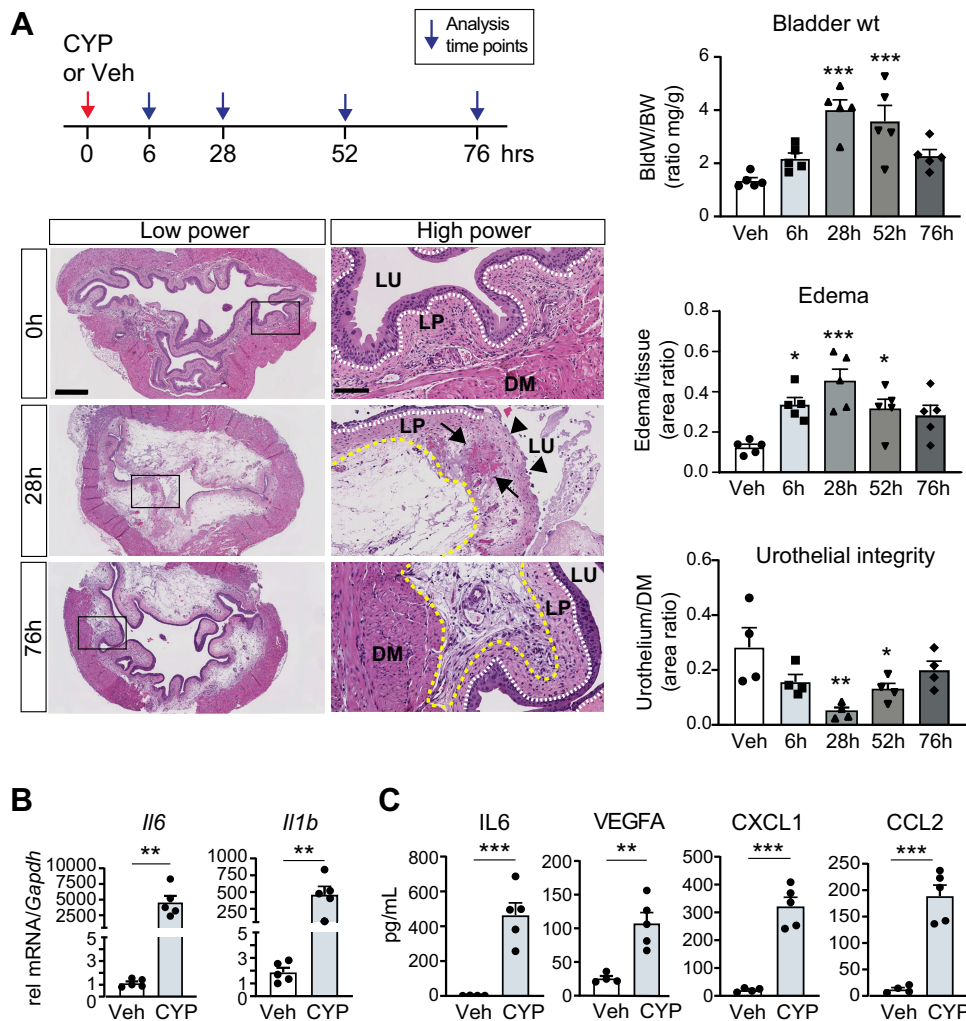 A
Analysis
time points
CYP
or Veh
0 6 28 52 76 hrs
Low power High power
0h
LU
LP
DM
28h
LP
LU
76h
LU
LP
DM
Bladder wt
BldW/BW
(ratio mg/g)
6
4
2
0
***
***
Veh 6h 28h 52h 76h
Edema
Edema/tissue
(area ratio)
0.8
0.6
0.4
0.2
0.0
*
***
*
Veh 6h 28h 52h 76h
Urothelial integrity
Urothelium/DM
(area ratio)
0.6
0.4
0.2
0.0
**
*
Veh 6h 28h 52h 76h
B
rel mRNA/Gapdh
Il6
**
10000
7500
5000
2500
5
4
3
2
1
0
Veh CYP
Il1b
**
1000
750
500
250
5
4
3
2
1
0
Veh CYP
C
pg/mL
IL6
***
800
600
400
200
0
Veh CYP
VEGFA
**
200
150
100
50
0
Veh CYP
CXCL1
***
500
400
300
200
100
0
Veh CYP
CCL2
***
250
200
150
100
50
0
Veh CYP